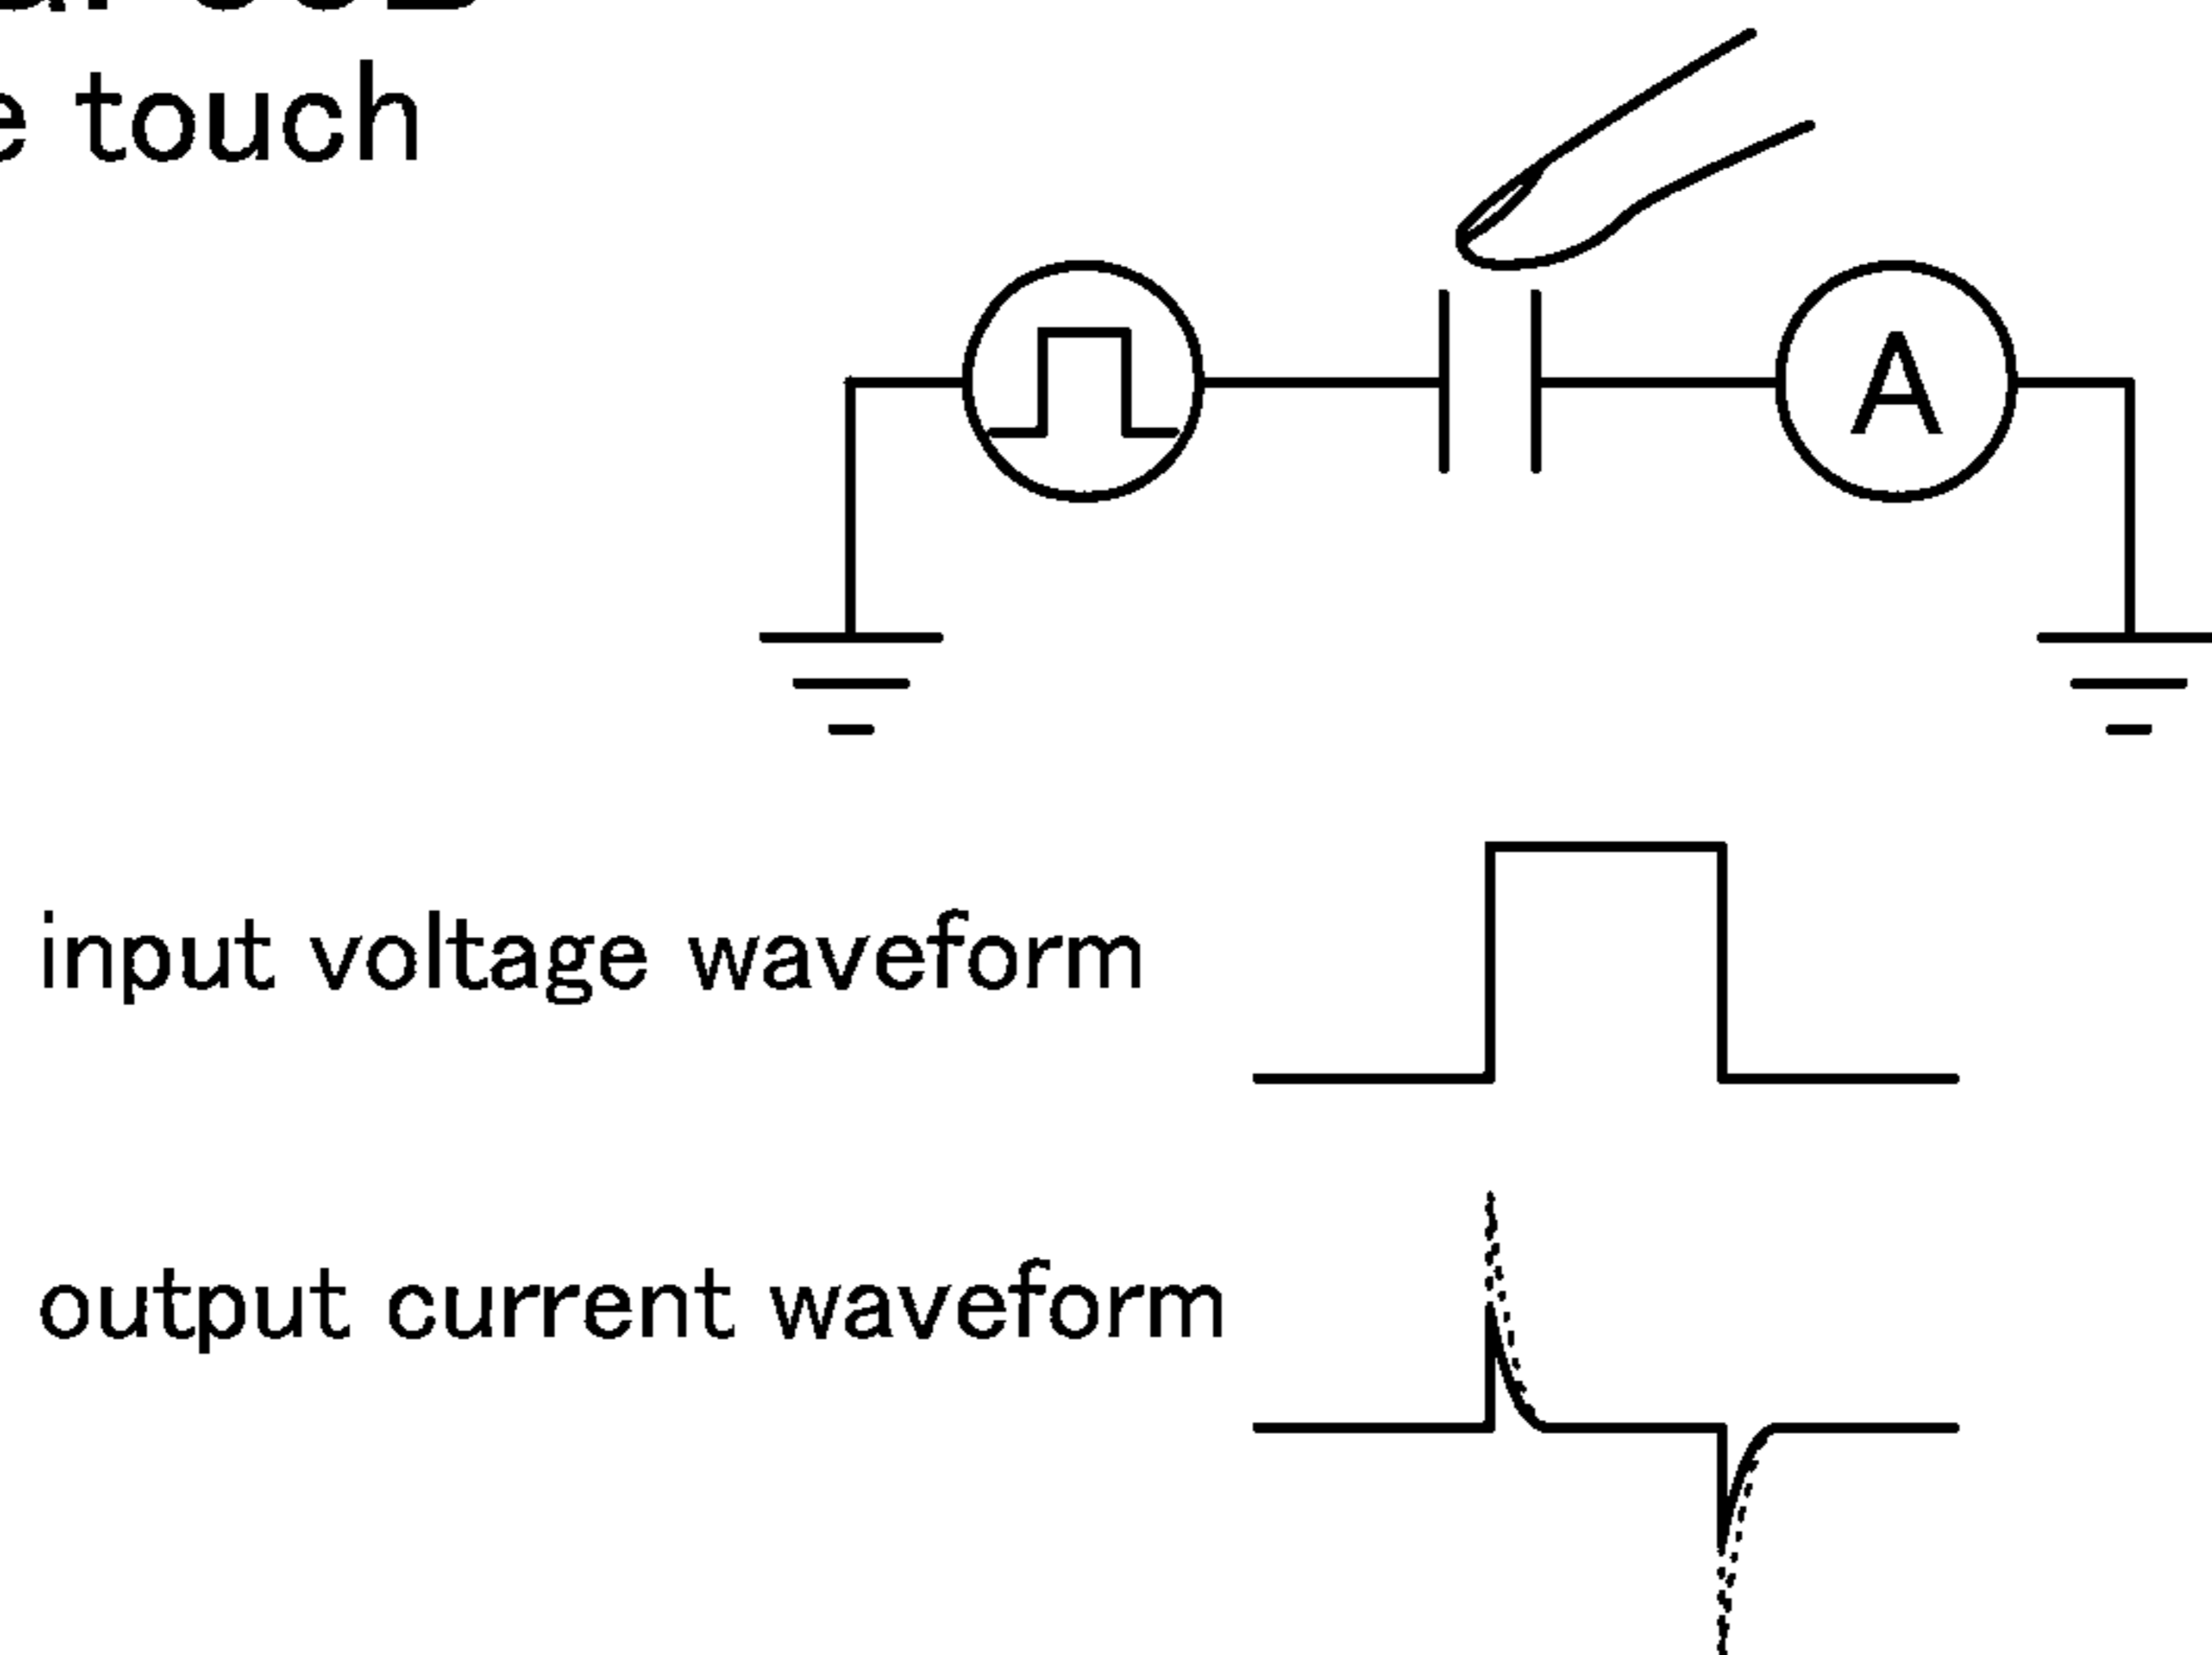 touch
A
input voltage waveform
output current waveform